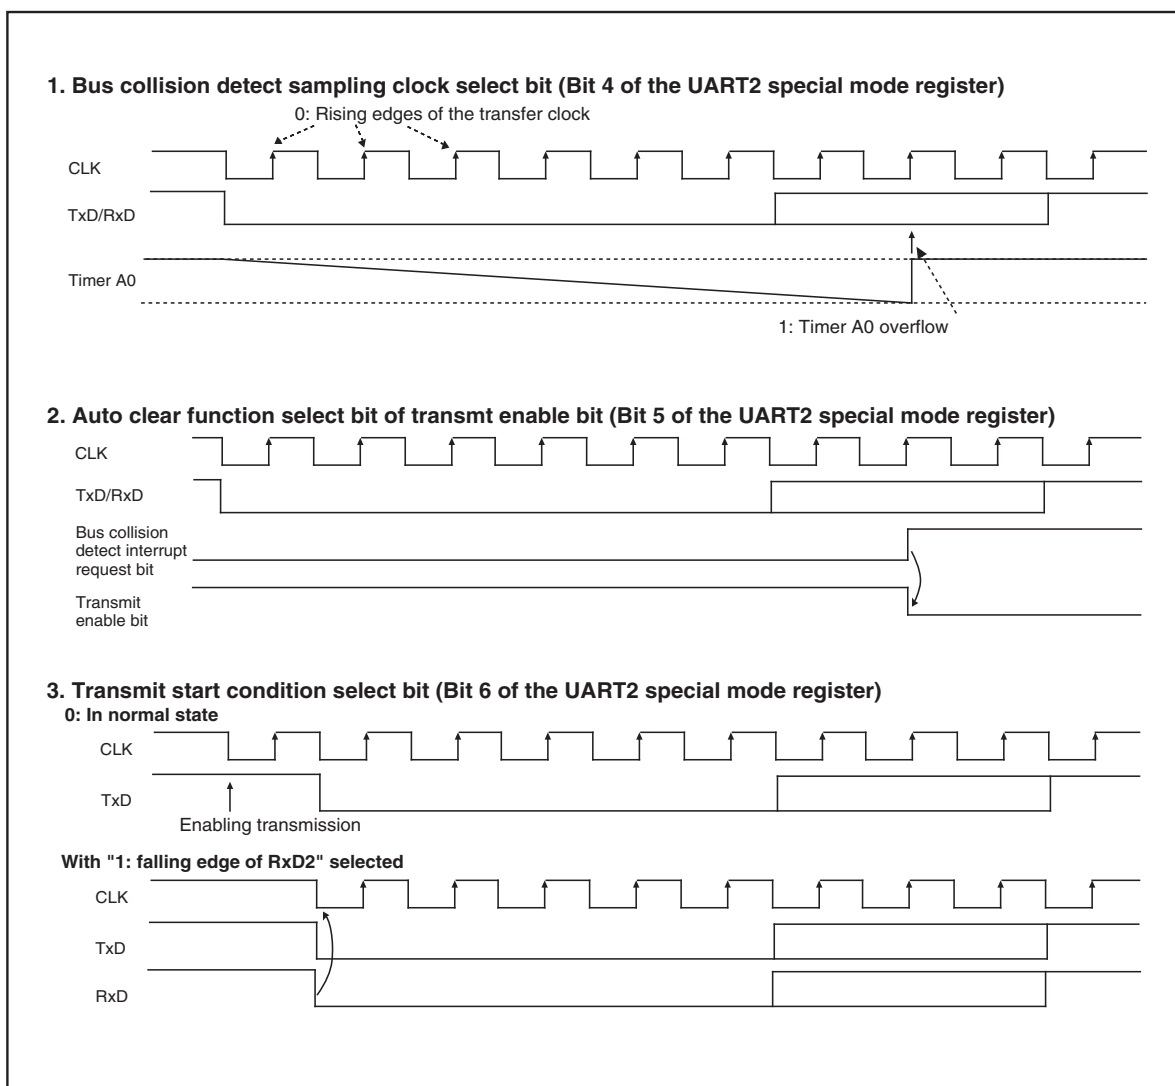 1. Bus collision detect sampling clock select bit (Bit 4 of the UART2 special mode register)
0: Rising edges of the transfer clock
CLK
TxD/RxD
Timer A0
1: Timer A0 overflow
2. Auto clear function select bit of transmt enable bit (Bit 5 of the UART2 special mode register)
CLK
TxD/RxD
Bus collision
detect interrupt
request bit
Transmit
enable bit
3. Transmit start condition select bit (Bit 6 of the UART2 special mode register)
0: In normal state
CLK
TxD
Enabling transmission
With "1: falling edge of RxD2" selected
CLK
TxD
RxD